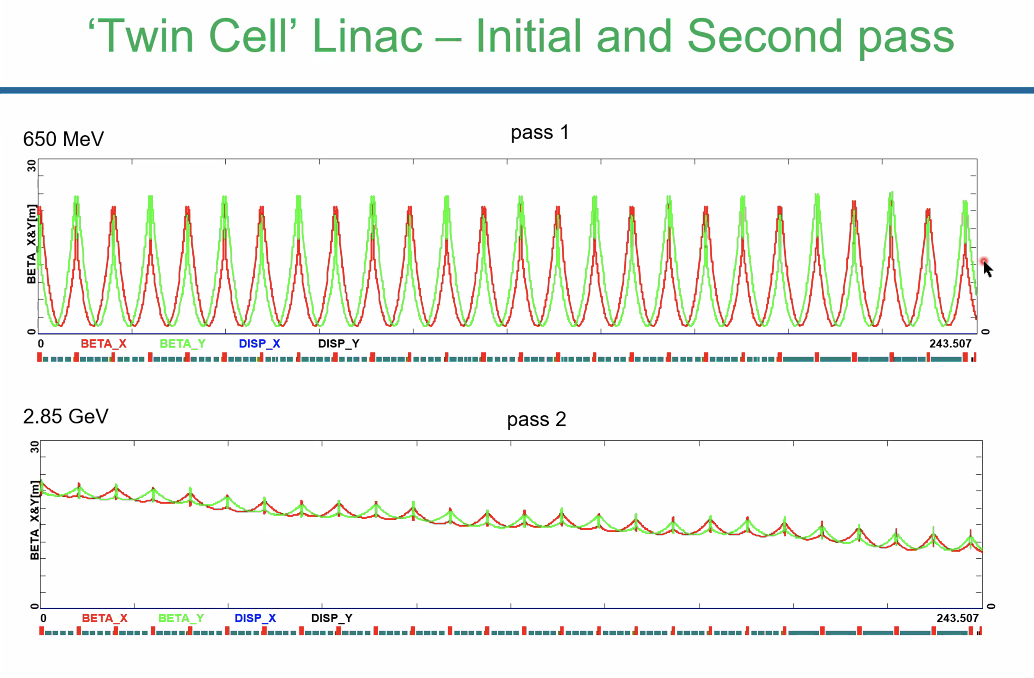 ‘Twin Cell’ Linac – Initial and Second pass
650 MeV
pass 1
30
BETA_X&Y[m]
0
0
0 BETA_X BETA_Y DISP_X DISP_Y 243.507
2.85 GeV
pass 2
30
BETA_X&Y[m]
0
0
0 BETA_X BETA_Y DISP_X DISP_Y 243.507